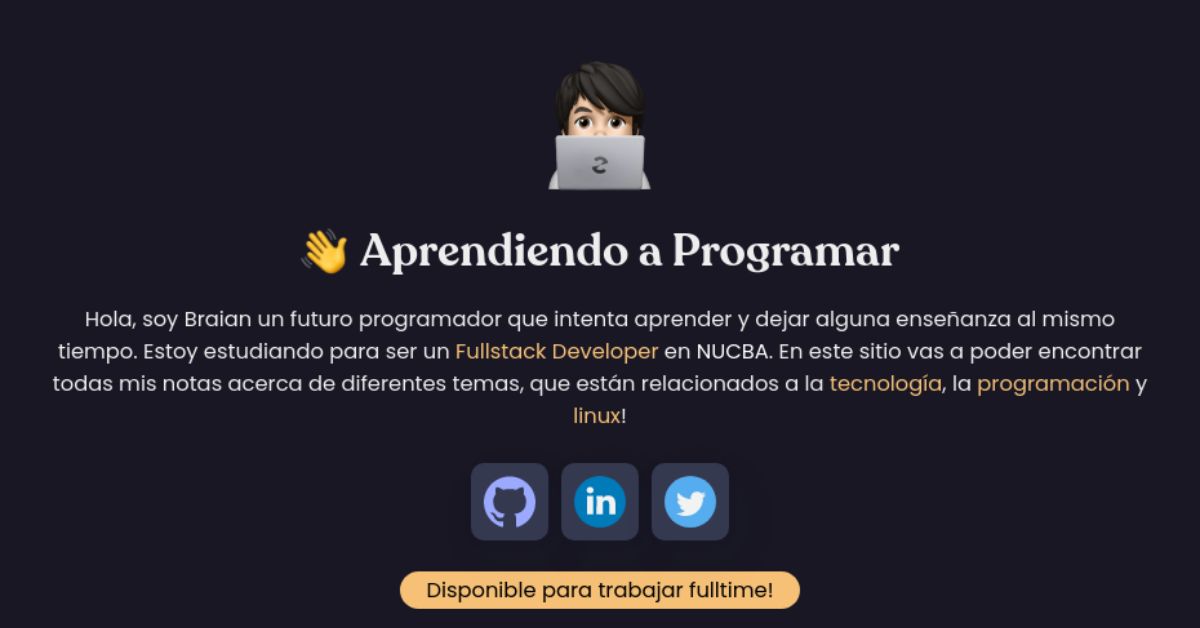 👋 Aprendiendo a Programar
Hola, soy Braian un futuro programador que intenta aprender y dejar alguna enseñanza al mismo
tiempo. Estoy estudiando para ser un Fullstack Developer en NUCBA. En este sitio vas a poder encontrar
todas mis notas acerca de diferentes temas, que están relacionados a la tecnología, la programación y
linux!
in
Disponible para trabajar fulltime!